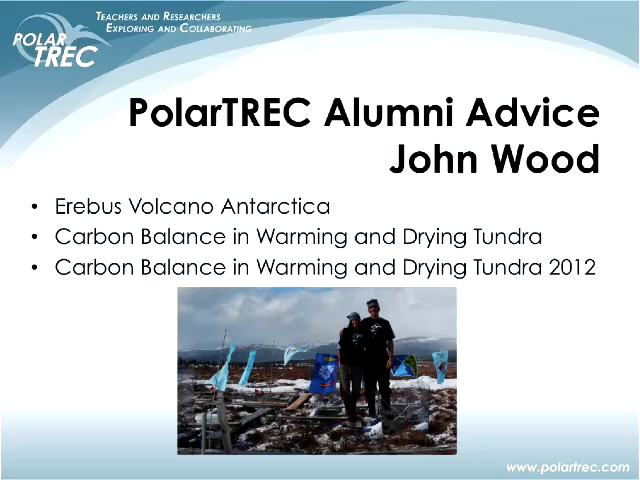 TEACHERS AND RESEARCHERS
EXPLORING AND COLLABORATING
POLAR
TREC
PolarTREC Alumni Advice
John Wood
• Erebus Volcano Antarctica
• Carbon Balance in Warming and Drying Tundra
• Carbon Balance in Warming and Drying Tundra 2012
www.polartrec.com